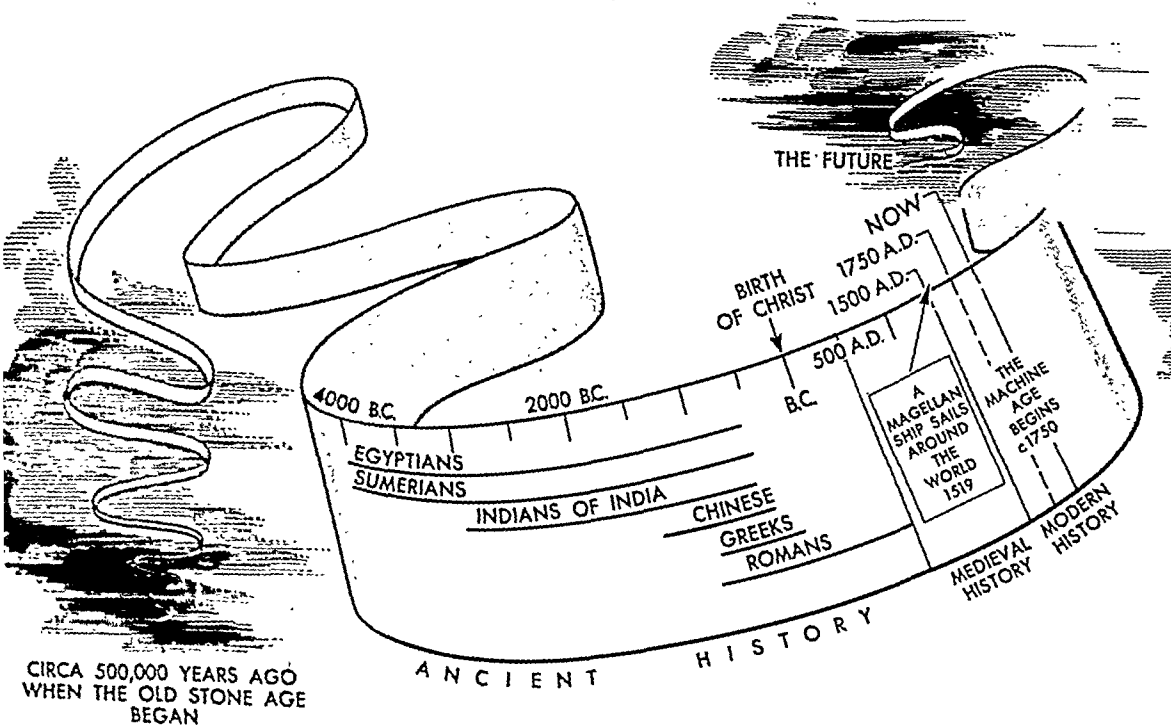 THE FUTURE
NOW
1750 A.D.
1500 A.D.
BIRTH
OF CHRIST
500 A.D.
B.C.
4000 B.C.
2000 B.C.
EGYPTIANS
SUMERIANS
INDIANS OF INDIA
CHINESE
GREEKS
ROMANS
A
MAGELLAN
SHIP SAILS
AROUND
THE
WORLD
1519
THE
MACHINE
AGE
BEGINS
c1750
MEDIEVAL
HISTORY
MODERN
HISTORY
ANCIENT HISTORY
CIRCA 500,000 YEARS AGO
WHEN THE OLD STONE AGE
BEGAN